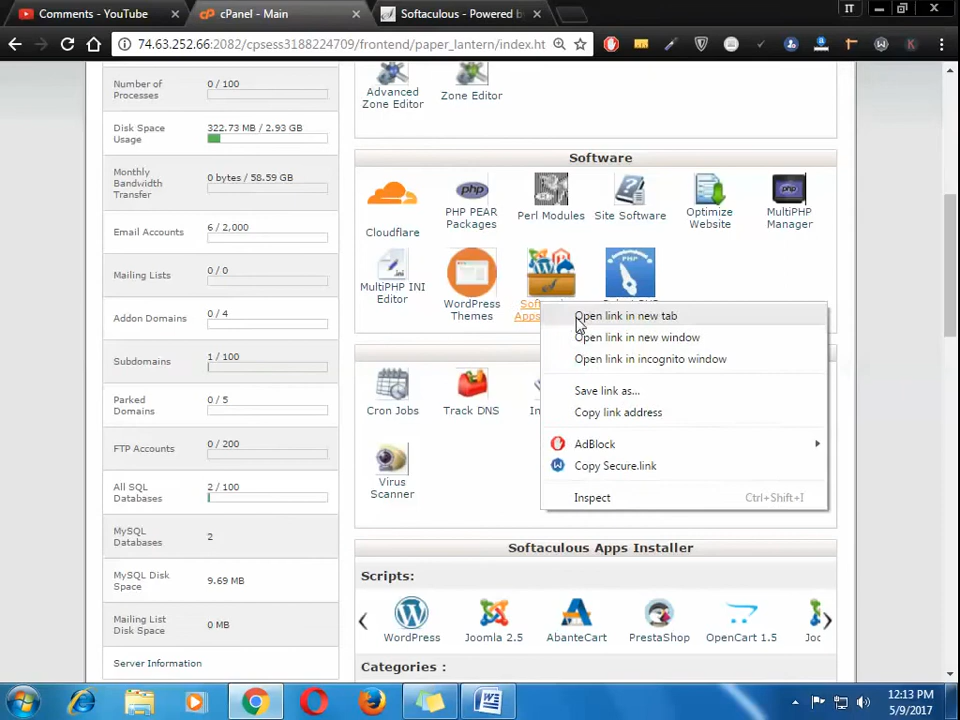 Comments - YouTube
cPanel - Main
Softaculous - Powered b
IT
74.63.252.66:2082/cpsess3188224709/frontend/paper_lantern/index.ht
Number of
Processes
0 / 100
Disk Space
Usage
322.73 MB / 2.93 GB
Monthly
Bandwidth
Transfer
0 bytes / 58.59 GB
Email Accounts
6 / 2,000
Mailing Lists
0 / 0
Addon Domains
0 / 4
Subdomains
1 / 100
Parked
Domains
0 / 5
FTP Accounts
0 / 200
All SQL
Databases
2 / 100
MySQL
Databases
2
MySQL Disk
Space
9.69 MB
Mailing List
Disk Space
0 MB
Server Information
Advanced
Zone Editor
Zone Editor
Software
Cloudflare
PHP PEAR
Packages
Perl Modules
Site Software
Optimize
Website
MultiPHP
Manager
MultiPHP INI
Editor
WordPress
Themes
Soft
Apps
Open link in new tab
Open link in new window
Open link in incognito window
Save link as...
Copy link address
AdBlock
Copy Secure.link
Inspect
Ctrl+Shift+I
Cron Jobs
Track DNS
In
Virus
Scanner
Softaculous Apps Installer
Scripts:
WordPress
Joomla 2.5
AbanteCart
PrestaShop
OpenCart 1.5
Joc
Categories :
12:13 PM
5/9/2017